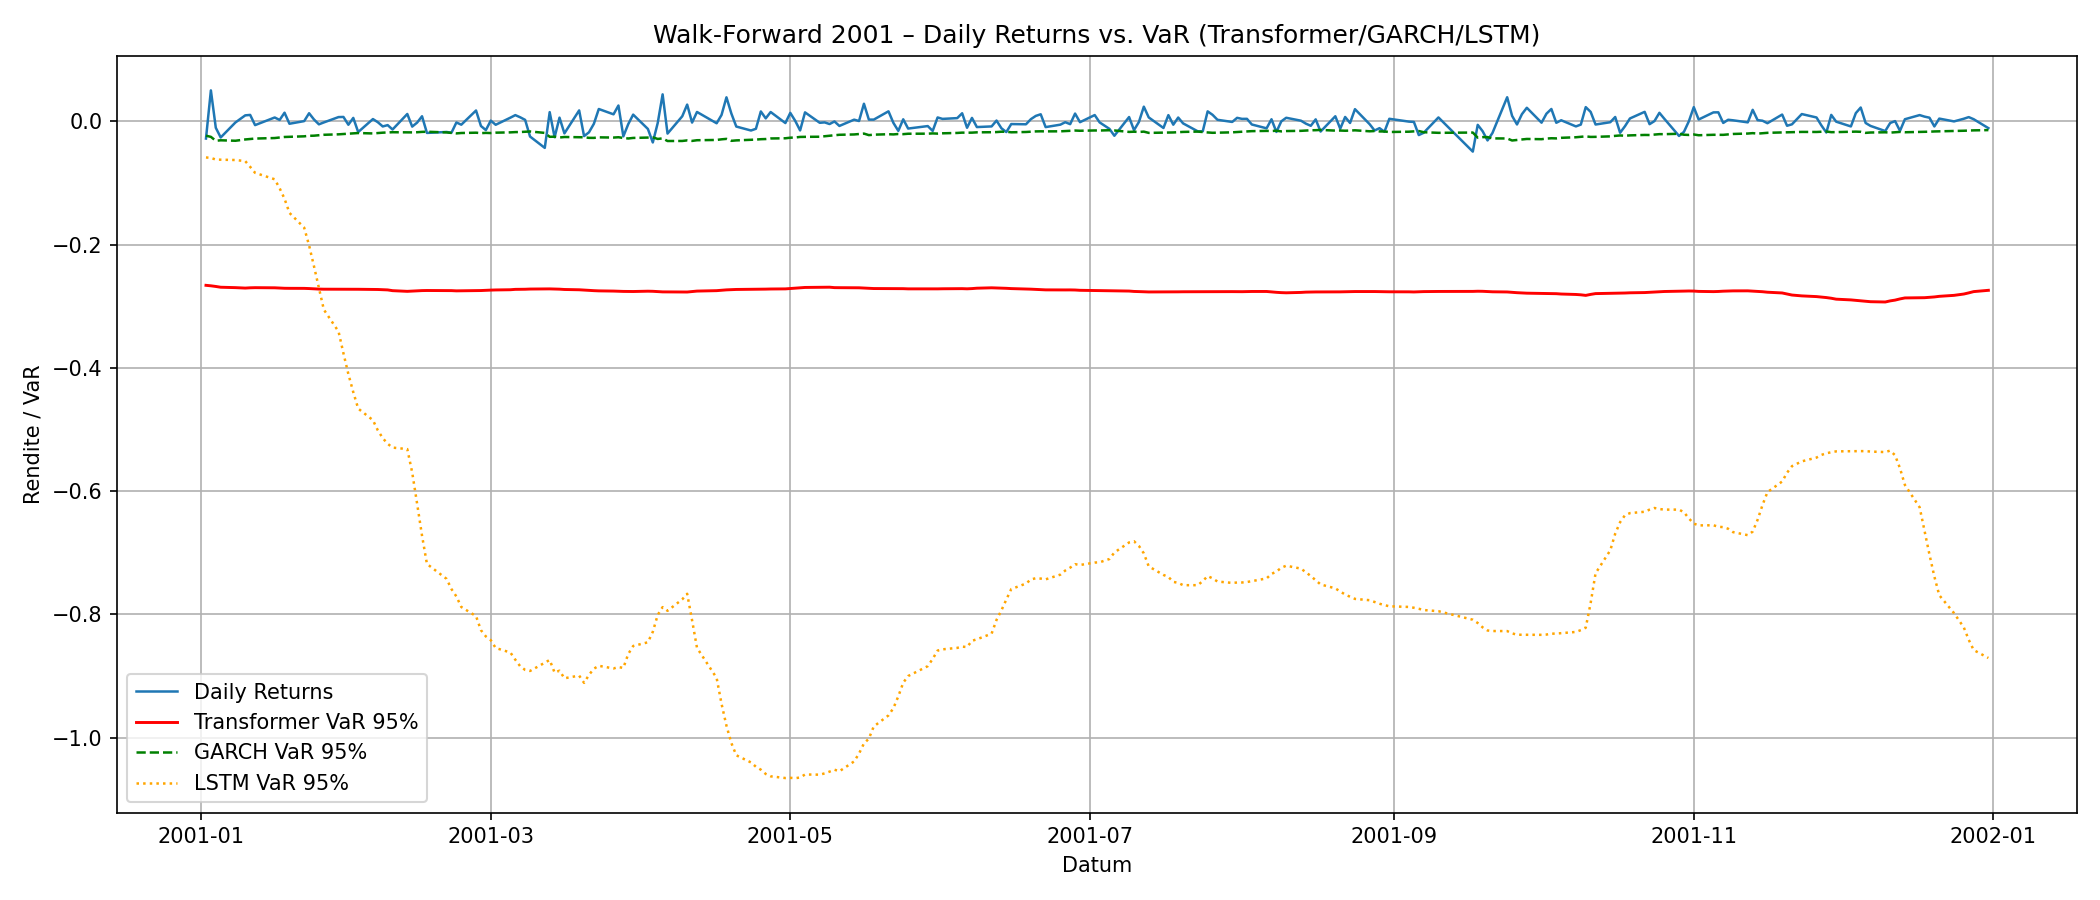 Walk-Forward 2001 – Daily Returns vs. VaR (Transformer/GARCH/LSTM)
Rendite / VaR
0.0
−0.2
−0.4
−0.6
−0.8
−1.0
Daily Returns
Transformer VaR 95%
GARCH VaR 95%
LSTM VaR 95%
2001-01 2001-03 2001-05 2001-07 2001-09 2001-11 2002-01
Datum